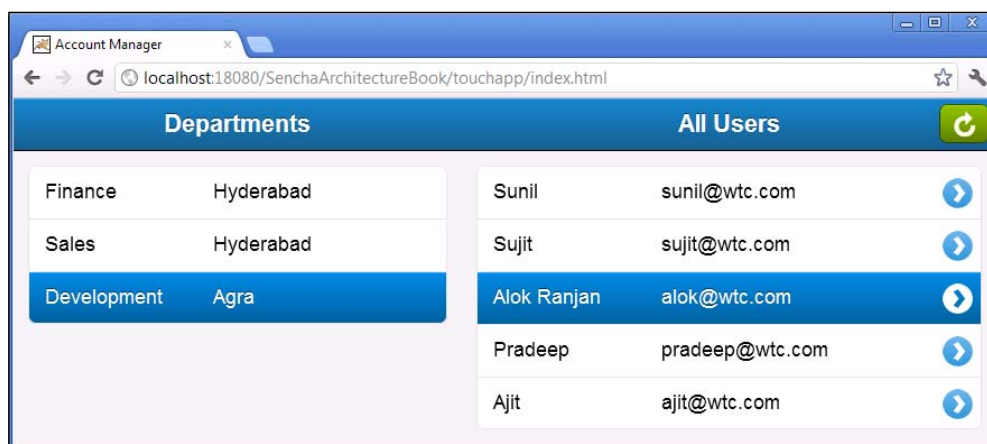 Account Manager
localhost:18080/SenchaArchitectureBook/touchapp/index.html
Departments
All Users
Finance Hyderabad
Sales Hyderabad
Development Agra
Sunil sunil@wtc.com
Sujit sujit@wtc.com
Alok Ranjan alok@wtc.com
Pradeep pradeep@wtc.com
Ajit ajit@wtc.com